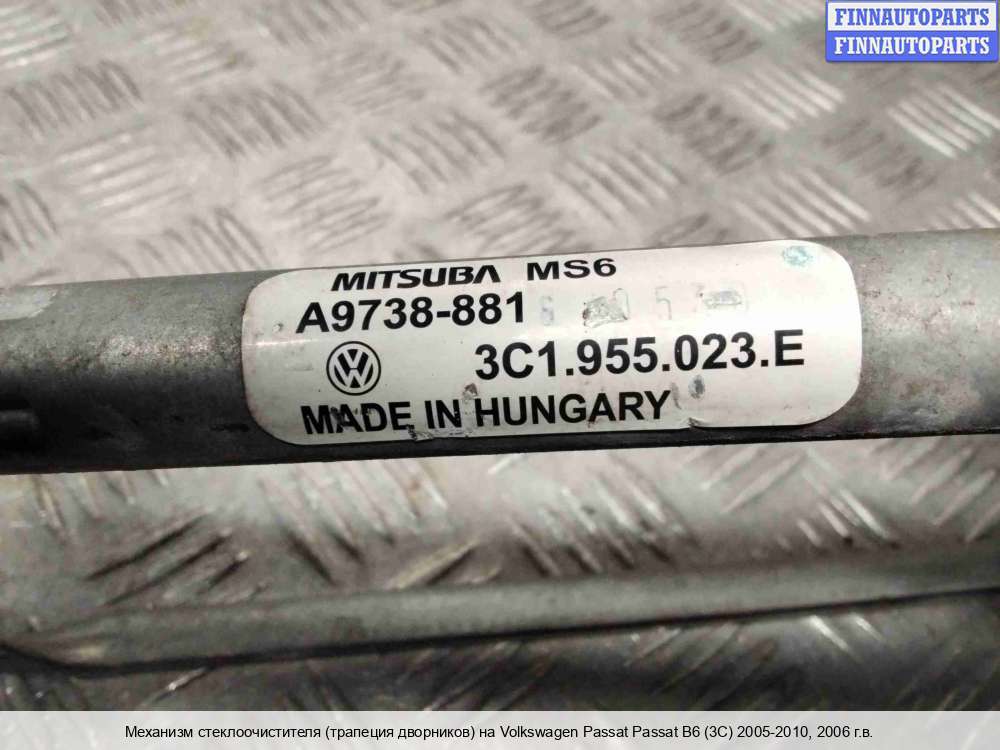 FINNAUTOPARTS
FINNAUTOPARTS
MITSUBA MS6
A9738-881
3C1.955.023.E
MADE IN HUNGARY
Механизм стеклоочистителя (трапеция дворников) на Volkswagen Passat Passat B6 (3C) 2005-2010, 2006 г.в.